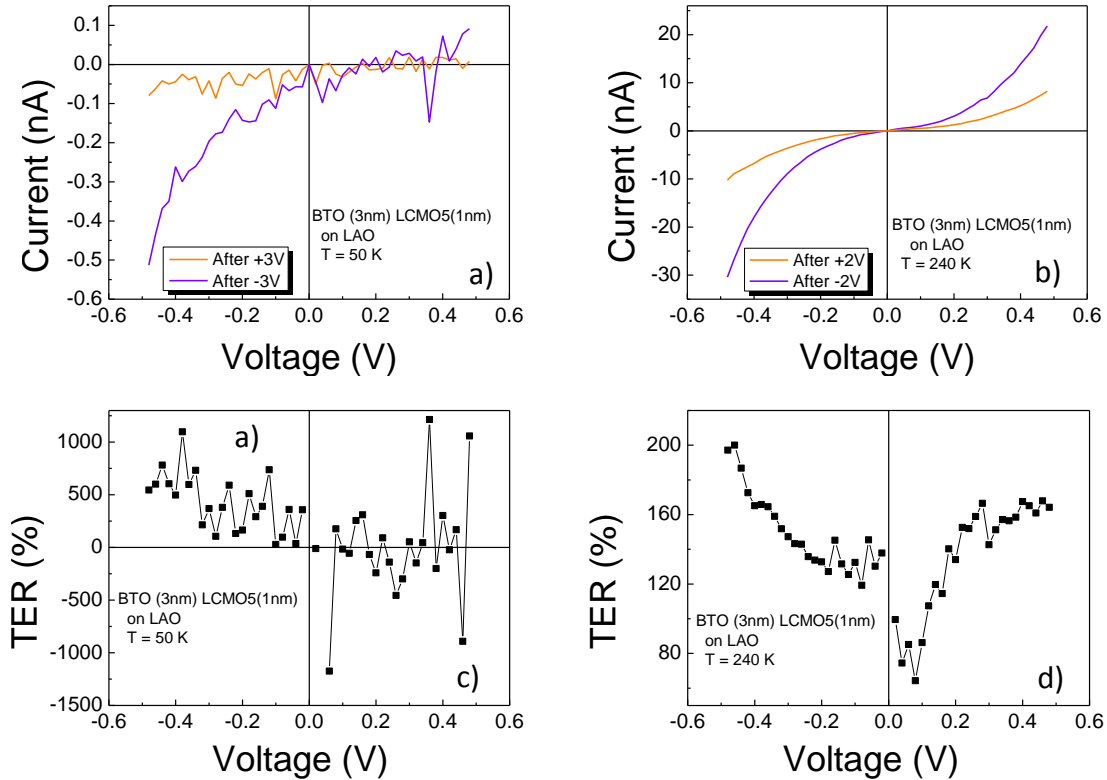 0.1
0.0
-0.1
-0.2
-0.3
-0.4
-0.5
-0.6
Current (nA)
BTO (3nm) LCMO5(1nm)
on LAO
T = 50 K
After +3V
After -3V
a)
-0.6 -0.4 -0.2 0.0 0.2 0.4 0.6
Voltage (V)
20
10
0
-10
-20
-30
Current (nA)
BTO (3nm) LCMO5(1nm)
on LAO
T = 240 K
After +2V
After -2V
b)
-0.6 -0.4 -0.2 0.0 0.2 0.4 0.6
Voltage (V)
1000
500
0
-500
-1000
-1500
TER (%)
a)
BTO (3nm) LCMO5(1nm)
on LAO
T = 50 K
c)
-0.6 -0.4 -0.2 0.0 0.2 0.4 0.6
Voltage (V)
200
160
120
80
TER (%)
BTO (3nm) LCMO5(1nm)
on LAO
T = 240 K
d)
-0.6 -0.4 -0.2 0.0 0.2 0.4 0.6
Voltage (V)